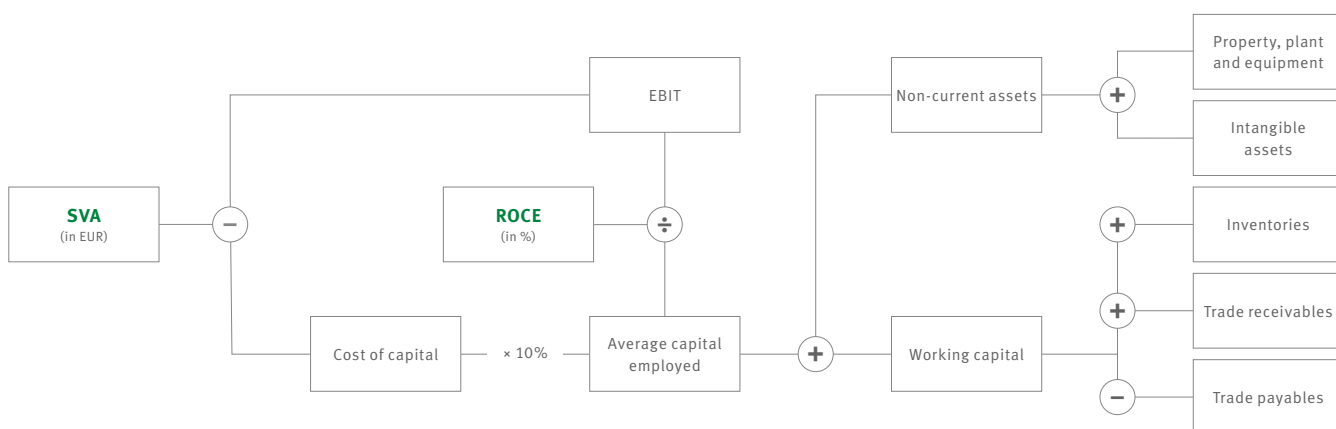 Property, plant
and equipment
EBIT
Non-current assets
+
Intangible
assets
SVA
(in EUR)
−
ROCE
(in %)
÷
+
Inventories
+
Trade receivables
Cost of capital
× 10%
Average capital
employed
+
Working capital
−
Trade payables